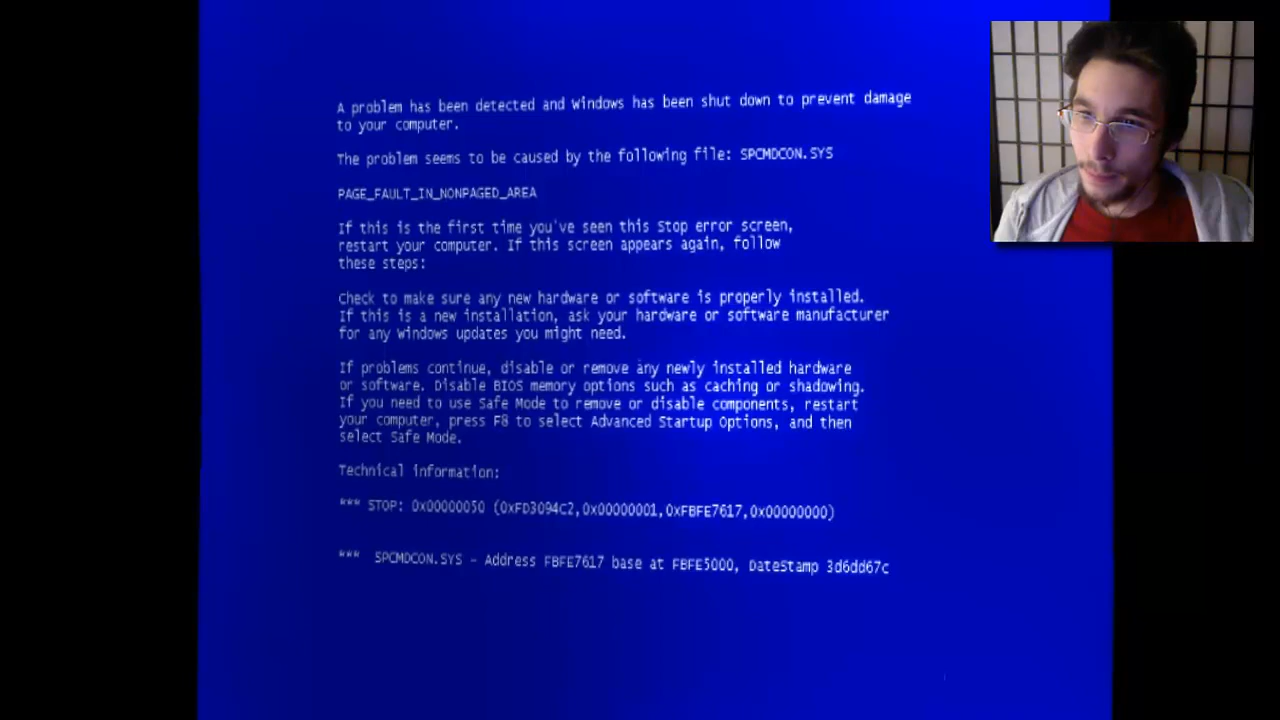 A problem has been detected and Windows has been shut down to prevent damage
to your computer.
The problem seems to be caused by the following file: SPCMDCON.SYS
PAGE_FAULT_IN_NONPAGED_AREA
If this is the first time you've seen this Stop error screen,
restart your computer. If this screen appears again, follow
these steps:
Check to make sure any new hardware or software is properly installed.
If this is a new installation, ask your hardware or software manufacturer
for any Windows updates you might need.
If problems continue, disable or remove any newly installed hardware
or software. Disable BIOS memory options such as caching or shadowing.
If you need to use Safe Mode to remove or disable components, restart
your computer, press F8 to select Advanced Startup Options, and then
select Safe Mode.
Technical information:
*** STOP: 0x00000050 (0xFD3094C2,0x00000001,0xFBFE7617,0x00000000)
*** SPCMDCON.SYS - Address FBFE7617 base at FBFE5000, DateStamp 3d6dd67c